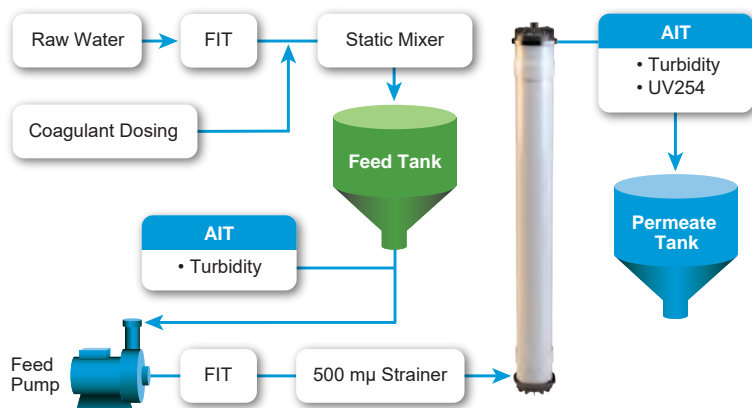 Raw Water
FIT
Static Mixer
AIT
• Turbidity
• UV254
Coagulant Dosing
Feed Tank
Permeate
Tank
AIT
• Turbidity
Feed
Pump
FIT
500 mµ Strainer